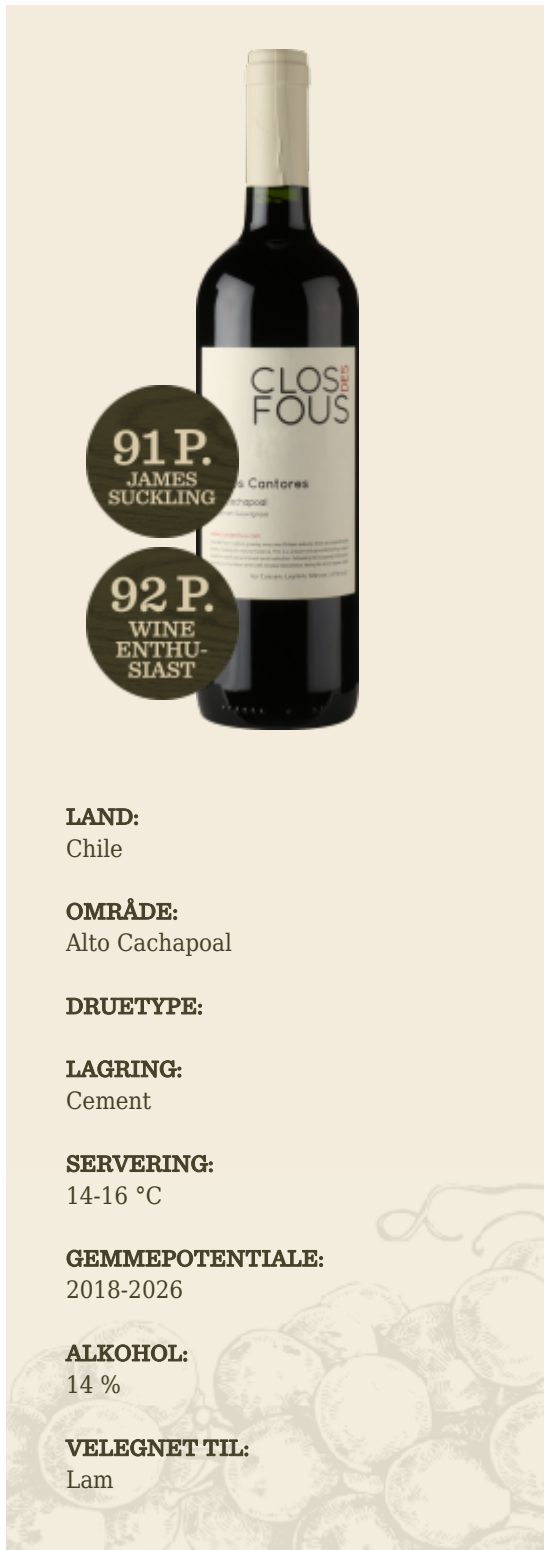 CLOS DES
FOUS
91 P.
JAMES
SUCKLING
s Cantores
achapoal
92 P.
WINE
ENTHU-
SIAST
LAND:
Chile
OMRÅDE:
Alto Cachapoal
DRUETYPE:
LAGRING:
Cement
SERVERING:
14-16 °C
GEMMEPOTENTIALE:
2018-2026
ALKOHOL:
14 %
VELEGNET TIL:
Lam